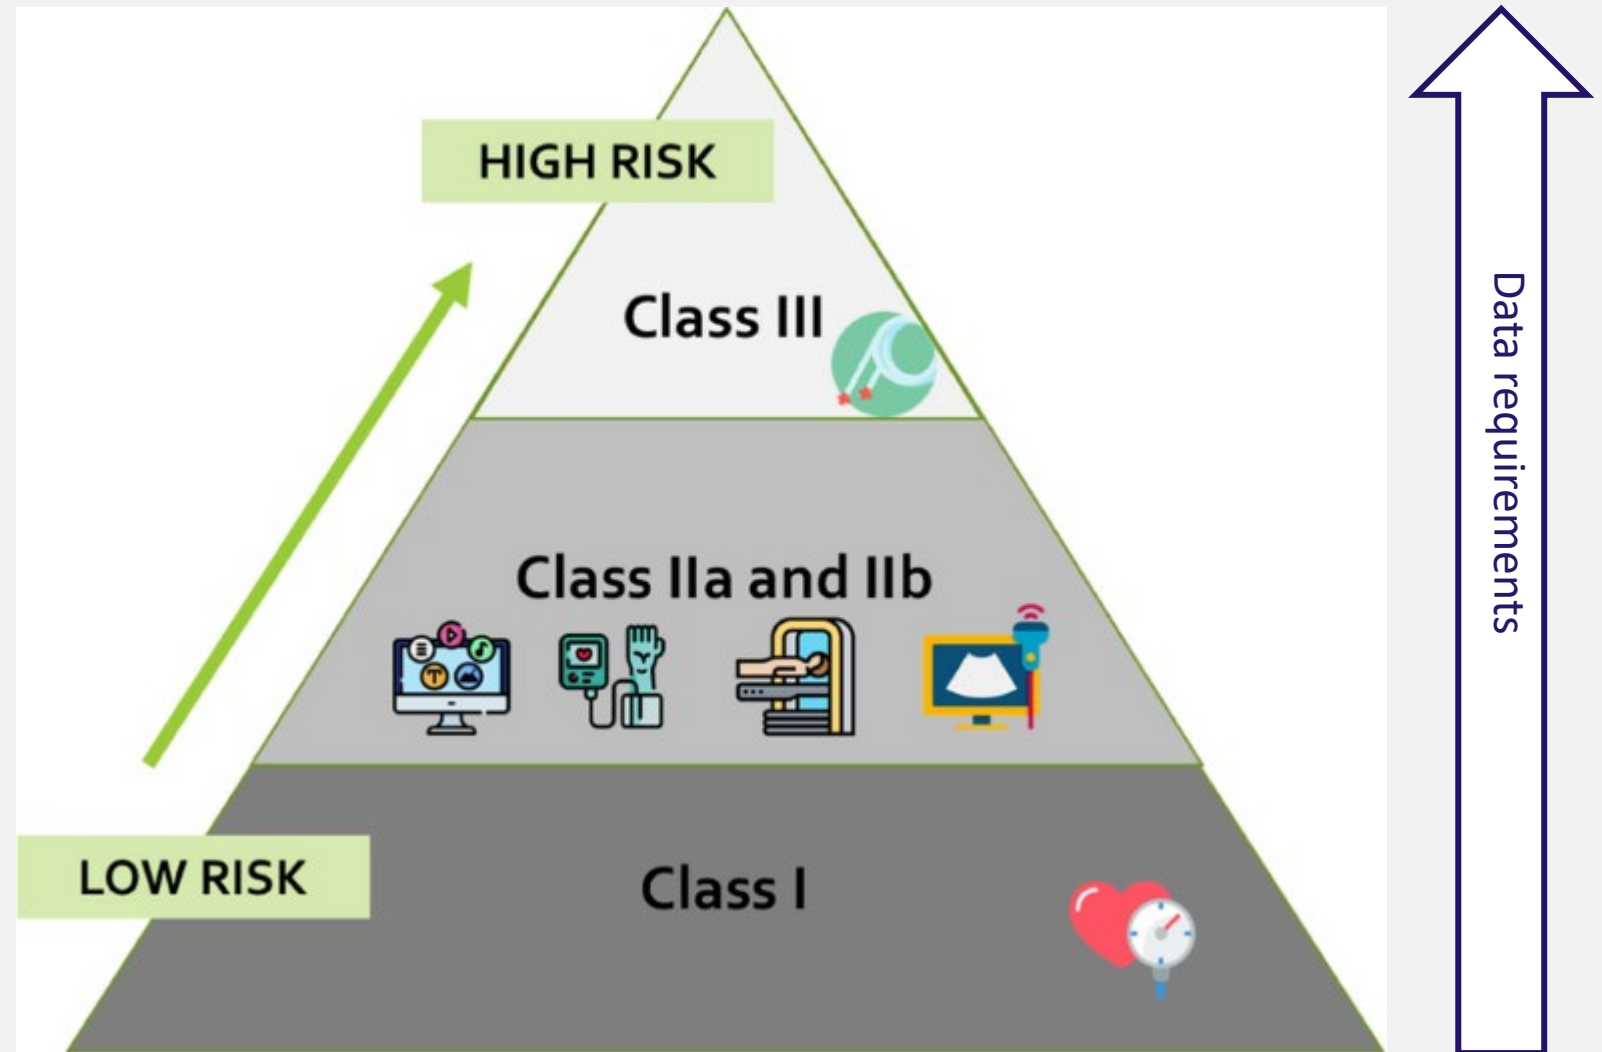 HIGH RISK
Class III
Class IIa and IIb
LOW RISK
Class I
Data requirements